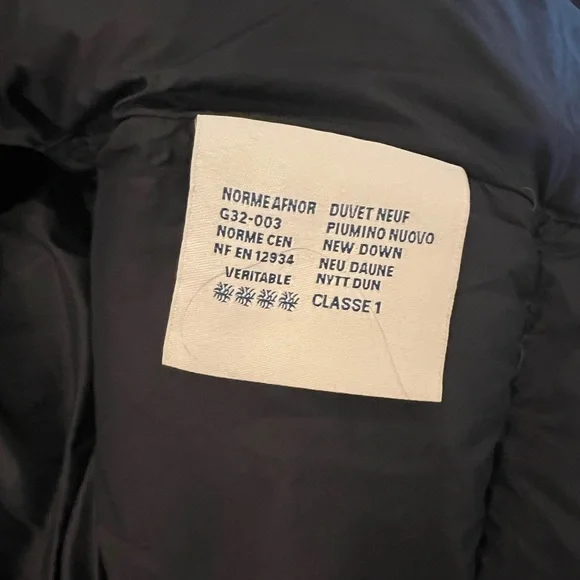 NORME AFNOR
G32-003
NORME CEN
NF EN 12934
VERITABLE
DUVET NEUF
PIUMINO NUOVO
NEW DOWN
NEU DAUNE
NYTT DUN
CLASSE 1